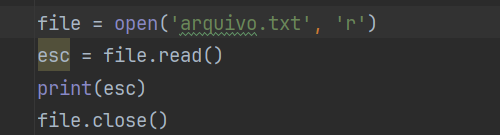 file = open('arquivo.txt', 'r')
esc = file.read()
print(esc)
file.close()